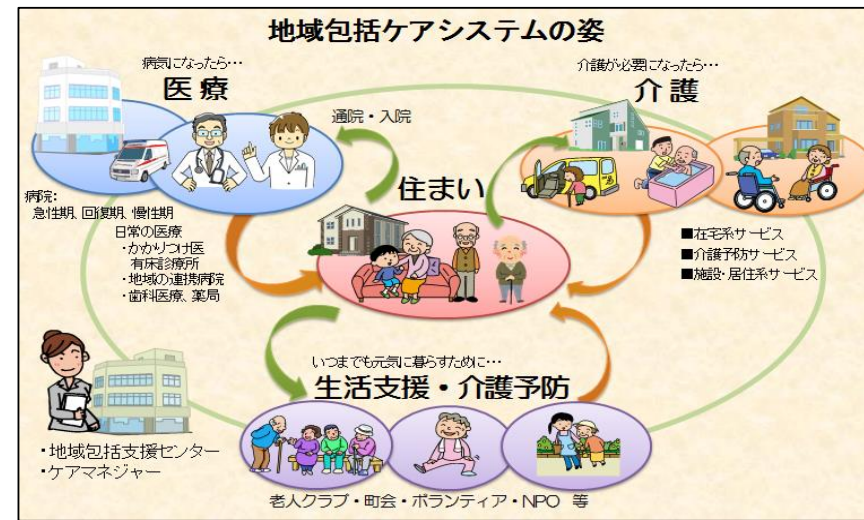 地域包括ケアシステムの姿
病気になったら…
医療
通院・入院
介護が必要になったら…
介護
病院:
急性期、回復期、慢性期
日常の医療
・かかりつけ医
有床診療所
・地域の連携病院
・歯科医療、薬局
住まい
■在宅系サービス
■介護予防サービス
■施設・居住系サービス
いつまでも元気に暮らすために…
生活支援・介護予防
・地域包括支援センター
・ケアマネジャー
老人クラブ・町会・ボランティア・NPO 等